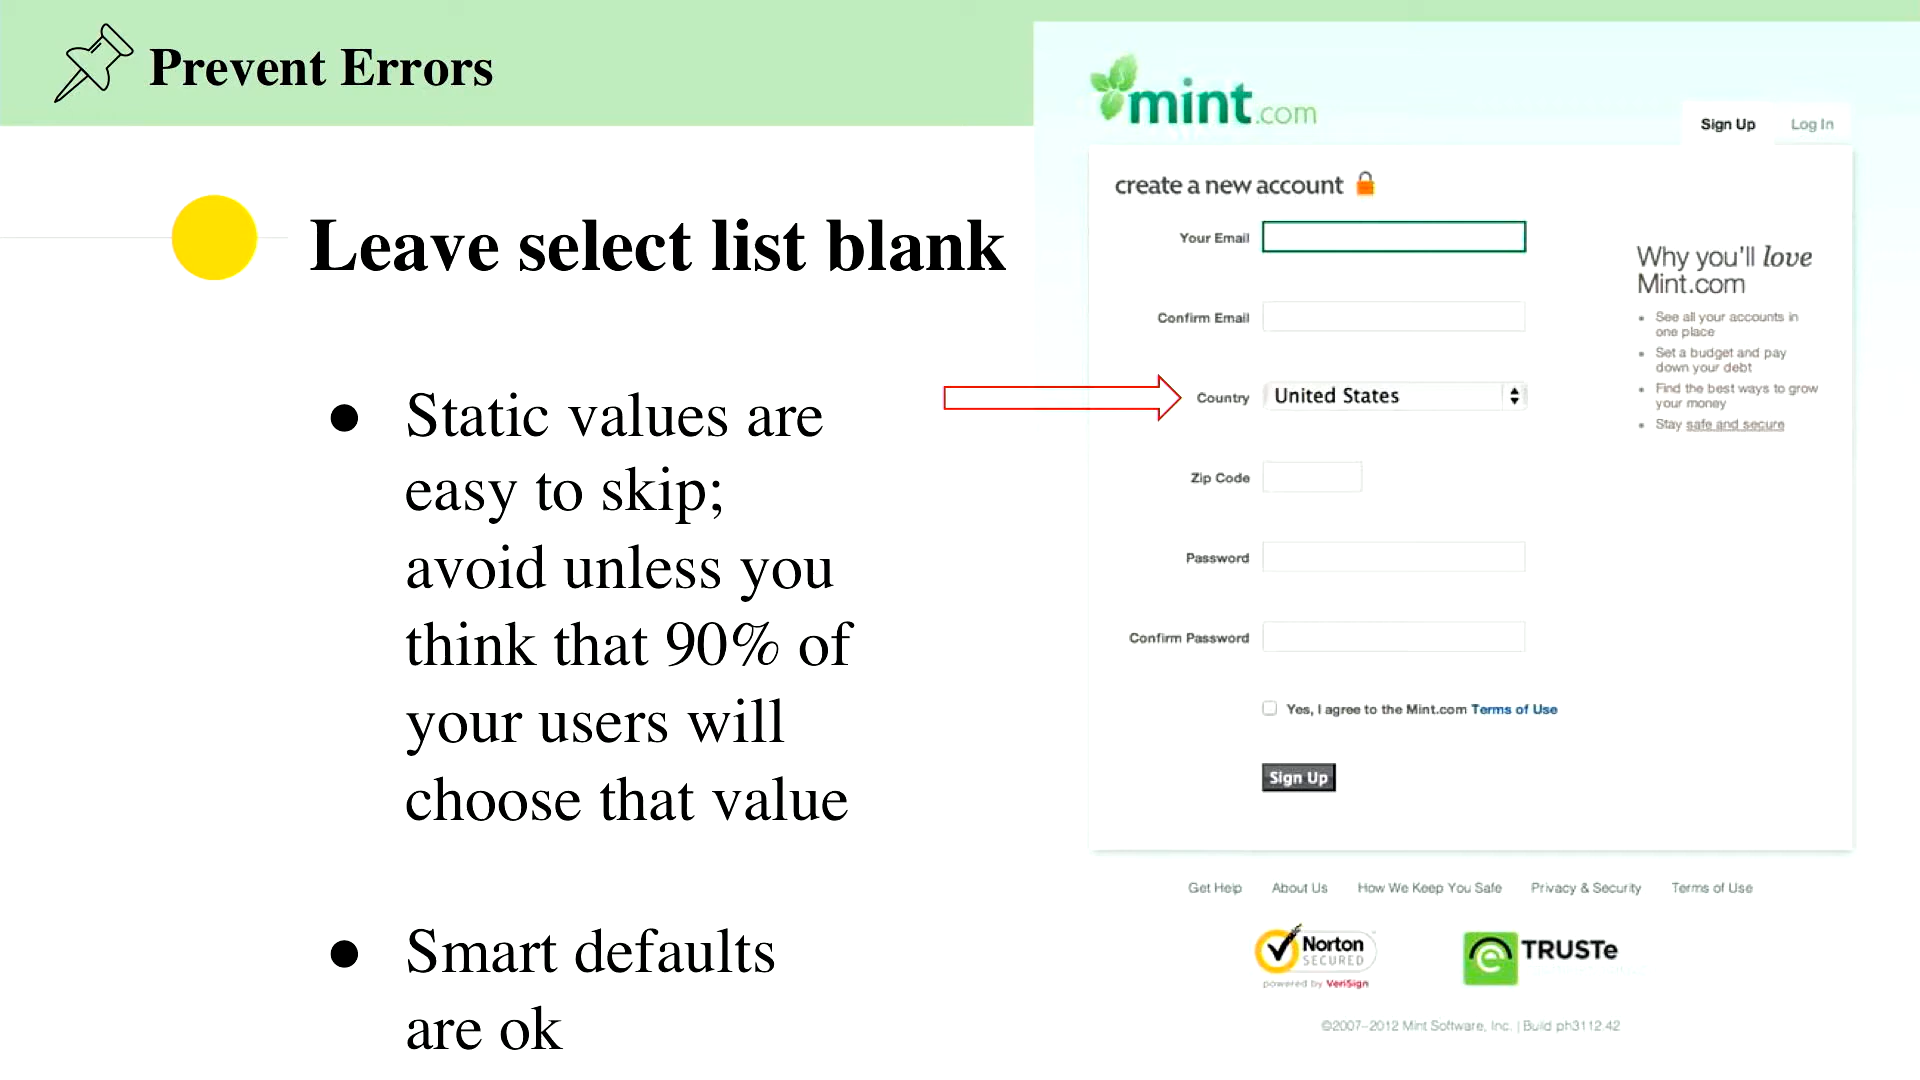 Prevent Errors
Leave select list blank
● Static values are
easy to skip;
avoid unless you
think that 90% of
your users will
choose that value
● Smart defaults
are ok
mint.com
Sign Up Log In
create a new account
Your Email
Confirm Email
Country United States
Zip Code
Password
Confirm Password
Yes, I agree to the Mint.com Terms of Use
Sign Up
Why you'll love
Mint.com
• See all your accounts in
one place
• Set a budget and pay
down your debt
• Find the best ways to grow
your money
• Stay safe and secure
Get Help About Us How We Keep You Safe Privacy & Security Terms of Use
Norton
SECURED
powered by VeriSign
TRUSTe
©2007–2012 Mint Software, Inc. | Build ph3112.42